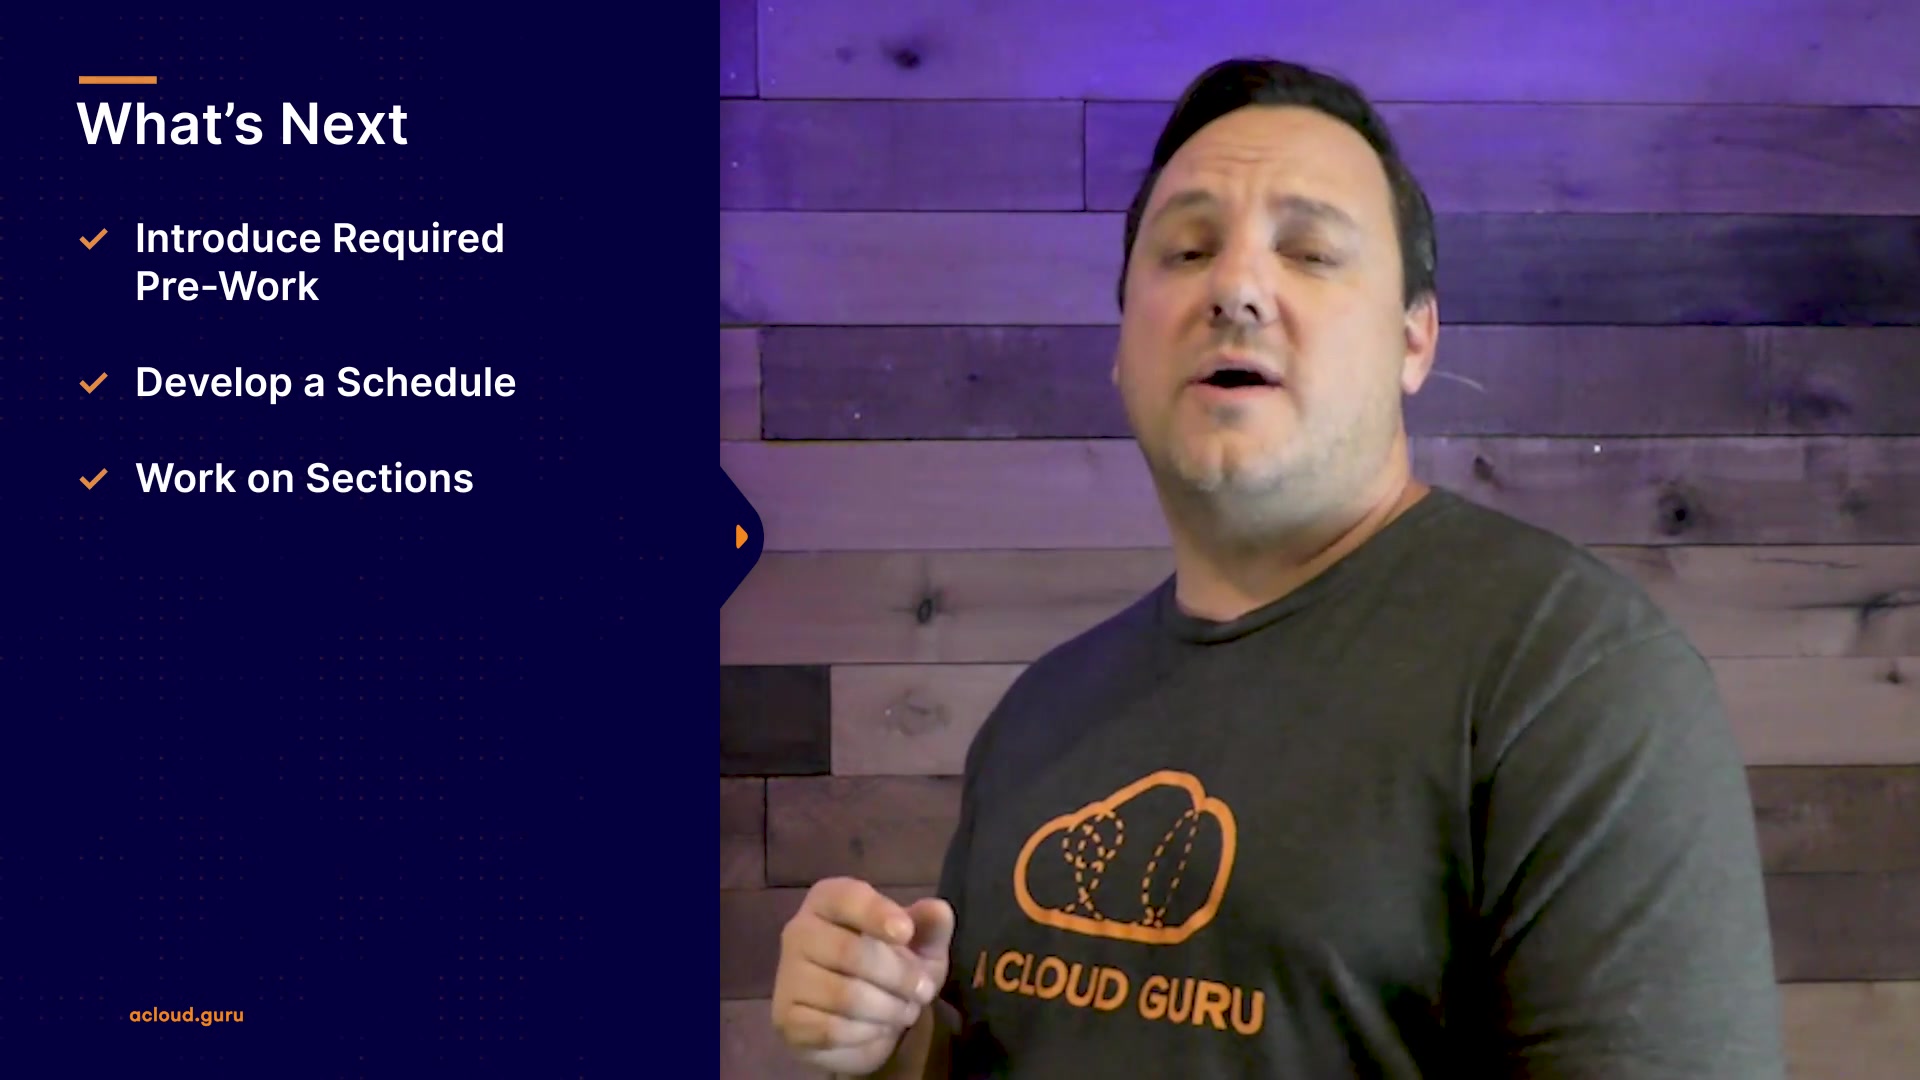 What’s Next
Introduce Required
Pre-Work
Develop a Schedule
Work on Sections
acloud.guru
A CLOUD GURU